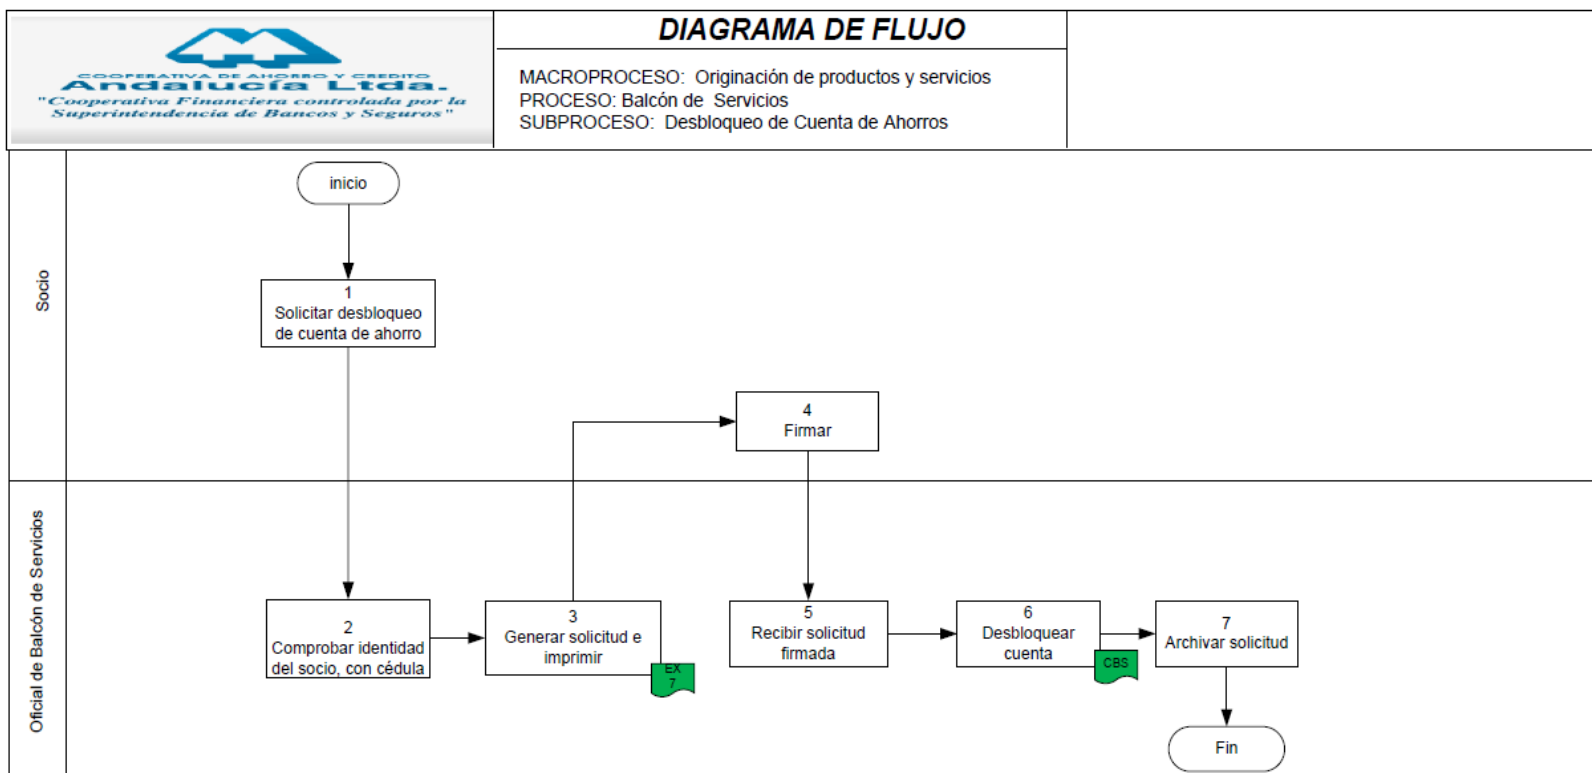 COOPERATIVA DE AHORRO Y CREDITO
Andalucía Ltda.
"Cooperativa Financiera controlada por la
Superintendencia de Bancos y Seguros"
DIAGRAMA DE FLUJO
MACROPROCESO: Originación de productos y servicios
PROCESO: Balcón de Servicios
SUBPROCESO: Desbloqueo de Cuenta de Ahorros
Socio
inicio
1
Solicitar desbloqueo
de cuenta de ahorro
4
Firmar
Oficial de Balcón de Servicios
2
Comprobar identidad
del socio, con cédula
3
Generar solicitud e
imprimir
EX
7
5
Recibir solicitud
firmada
6
Desbloquear
cuenta
CBS
7
Archivar solicitud
Fin